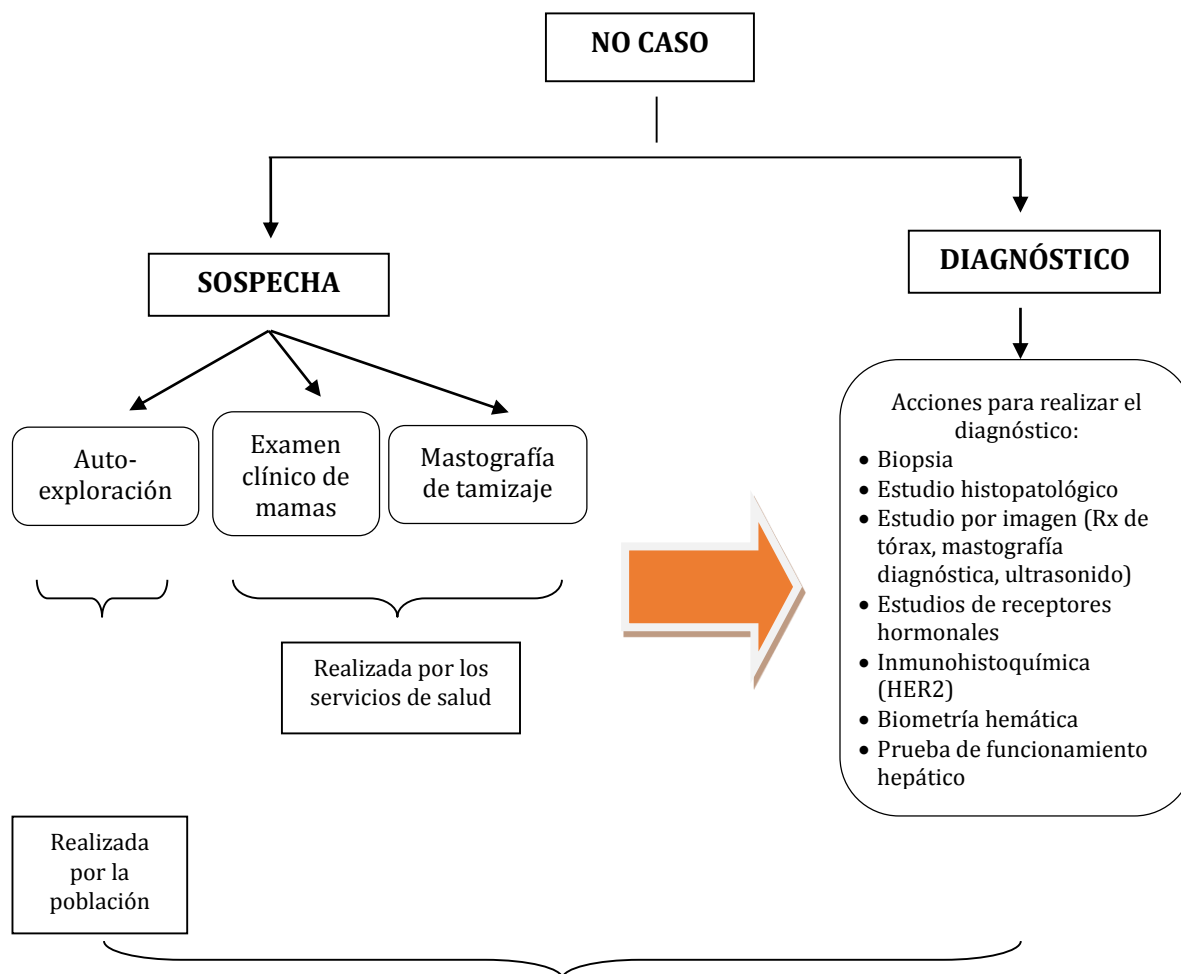 NO CASO
SOSPECHA
DIAGNÓSTICO
Auto-
exploración
Examen
clínico de
mamas
Mastografía
de tamizaje
Realizada por los
servicios de salud
Realizada
por la
población
Acciones para realizar el
diagnóstico:
• Biopsia
• Estudio histopatológico
• Estudio por imagen (Rx de
tórax, mastografía
diagnóstica, ultrasonido)
• Estudios de receptores
hormonales
• Inmunohistoquímica
(HER2)
• Biometría hemática
• Prueba de funcionamiento
hepático